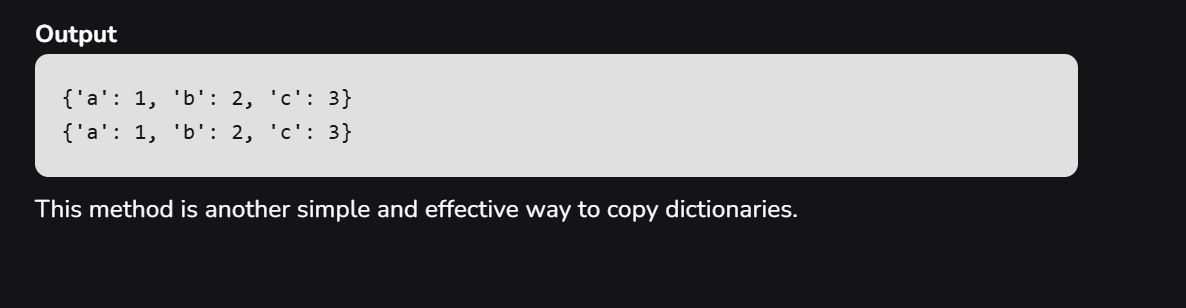 Output
{'a': 1, 'b': 2, 'c': 3}
{'a': 1, 'b': 2, 'c': 3}
This method is another simple and effective way to copy dictionaries.